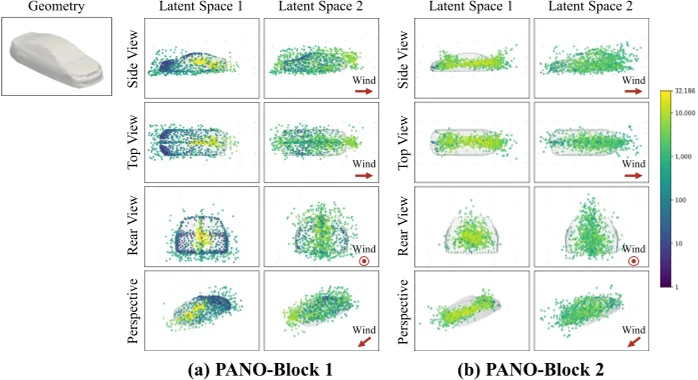 Geometry
Latent Space 1
Latent Space 2
(a) PANO-Block 1
Latent Space 1
Latent Space 2
(b) PANO-Block 2
Side View
Wind
Top View
Wind
Rear View
Wind
Perspective
Wind
Side View
Wind
Top View
Wind
Rear View
Wind
Perspective
Wind
32,186
10,000
1,000
100
10
1